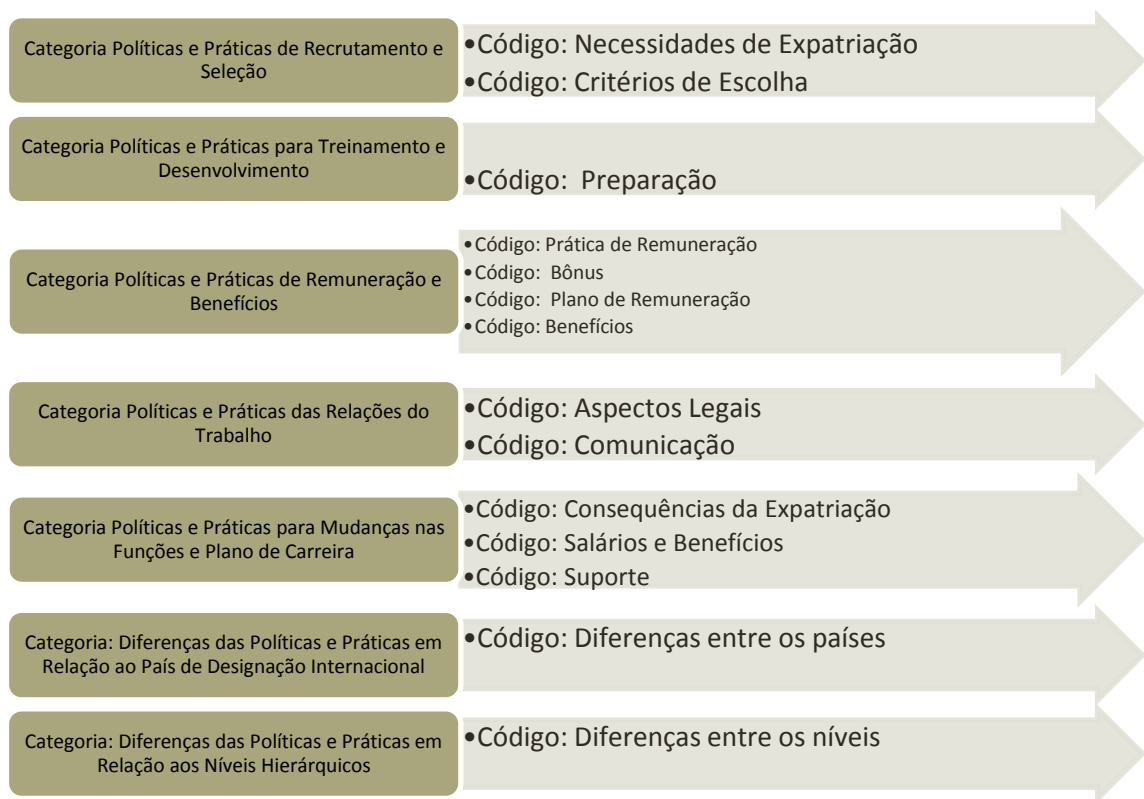 Categoria Políticas e Práticas de Recrutamento e
Seleção
•Código: Necessidades de Expatriação
•Código: Critérios de Escolha
Categoria Políticas e Práticas para Treinamento e
Desenvolvimento
•Código:  Preparação
Categoria Políticas e Práticas de Remuneração e
Benefícios
•Código: Prática de Remuneração
•Código:  Bônus
•Código:  Plano de Remuneração
•Código: Benefícios
Categoria Políticas e Práticas das Relações do
Trabalho
•Código: Aspectos Legais
•Código: Comunicação
Categoria Políticas e Práticas para Mudanças nas
Funções e Plano de Carreira
•Código: Consequências da Expatriação
•Código: Salários e Benefícios
•Código: Suporte
Categoria: Diferenças das Políticas e Práticas em
Relação ao País de Designação Internacional
•Código: Diferenças entre os países
Categoria: Diferenças das Políticas e Práticas em
Relação aos Níveis Hierárquicos
•Código: Diferenças entre os níveis